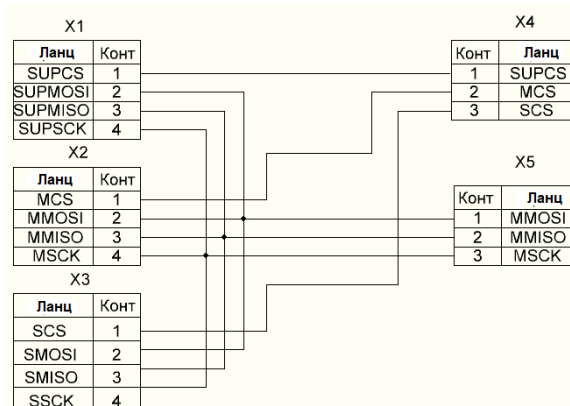 X1
Ланц Конт
SUPCS 1
SUPMOSI 2
SUPMISO 3
SUPSCK 4
X2
Ланц Конт
MCS 1
MMOSI 2
MMISO 3
MSCK 4
X3
Ланц Конт
SCS 1
SMOSI 2
SMISO 3
SSCK 4
X4
Конт Ланц
1 SUPCS
2 MCS
3 SCS
X5
Конт Ланц
1 MMOSI
2 MMISO
3 MSCK